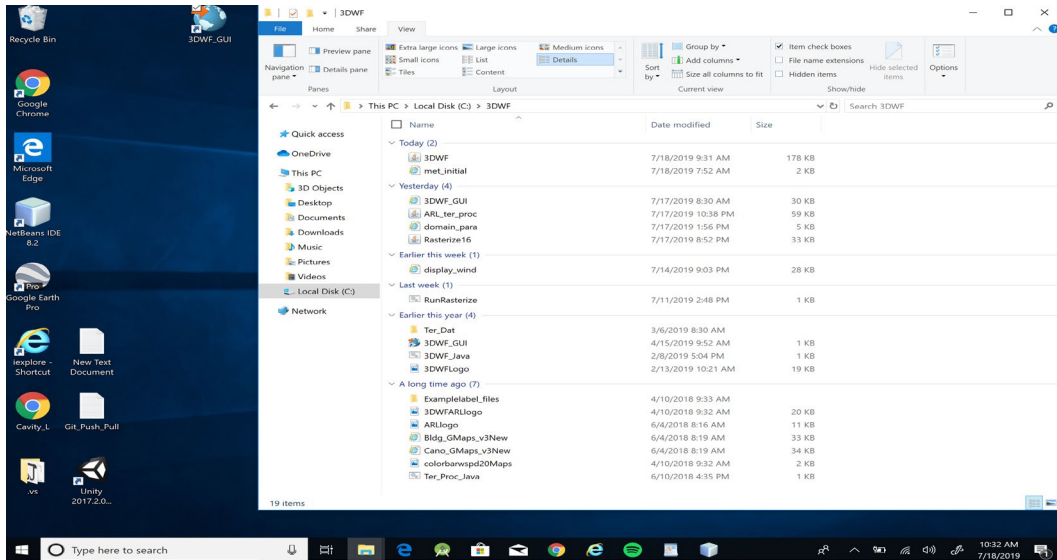 3DWF
File Home Share View
Navigation pane
Preview pane
Details pane
Panes
Extra large icons Large icons Medium icons
Small icons List Details
Tiles Content
Layout
Sort by
Group by
Add columns
Size all columns to fit
Current view
Item check boxes
File name extensions
Hidden items
Hide selected items
Show/hide
Options
This PC > Local Disk (C:) > 3DWF
Search 3DWF
Quick access
OneDrive
This PC
3D Objects
Desktop
Documents
Downloads
Music
Pictures
Videos
Local Disk (C:)
Network
Name Date modified Size
Today (2)
3DWF 7/18/2019 9:31 AM 178 KB
met_initial 7/18/2019 7:52 AM 2 KB
Yesterday (4)
3DWF_GUI 7/17/2019 8:30 AM 30 KB
ARL_ter_proc 7/17/2019 10:38 PM 59 KB
domain_para 7/17/2019 1:56 PM 5 KB
Rasterize16 7/17/2019 8:52 PM 33 KB
Earlier this week (1)
display_wind 7/14/2019 9:03 PM 28 KB
Last week (1)
RunRasterize 7/11/2019 2:48 PM 1 KB
Earlier this year (4)
Ter_Dat 3/6/2019 8:30 AM
3DWF_GUI 4/15/2019 9:52 AM 1 KB
3DWF_Java 2/8/2019 5:04 PM 1 KB
3DWFLogo 2/13/2019 10:21 AM 19 KB
A long time ago (7)
Examplelabel_files 4/10/2018 9:33 AM
3DWFARLlogo 4/10/2018 9:32 AM 20 KB
ARLlogo 6/4/2018 8:16 AM 11 KB
Bldg_GMaps_v3New 6/4/2018 8:19 AM 33 KB
Cano_GMaps_v3New 6/4/2018 8:19 AM 34 KB
colorbarwspd20Maps 4/10/2018 9:32 AM 2 KB
Ter_Proc_Java 6/10/2018 4:35 PM 1 KB
19 items
Recycle Bin
3DWF_GUI
Google Chrome
Microsoft Edge
NetBeans IDE 8.2
Pro
Google Earth Pro
iexplore - Shortcut
New Text Document
Cavity_L
Git_Push_Pull
.vs
Unity 2017.2.0...
Type here to search
10:32 AM
7/18/2019